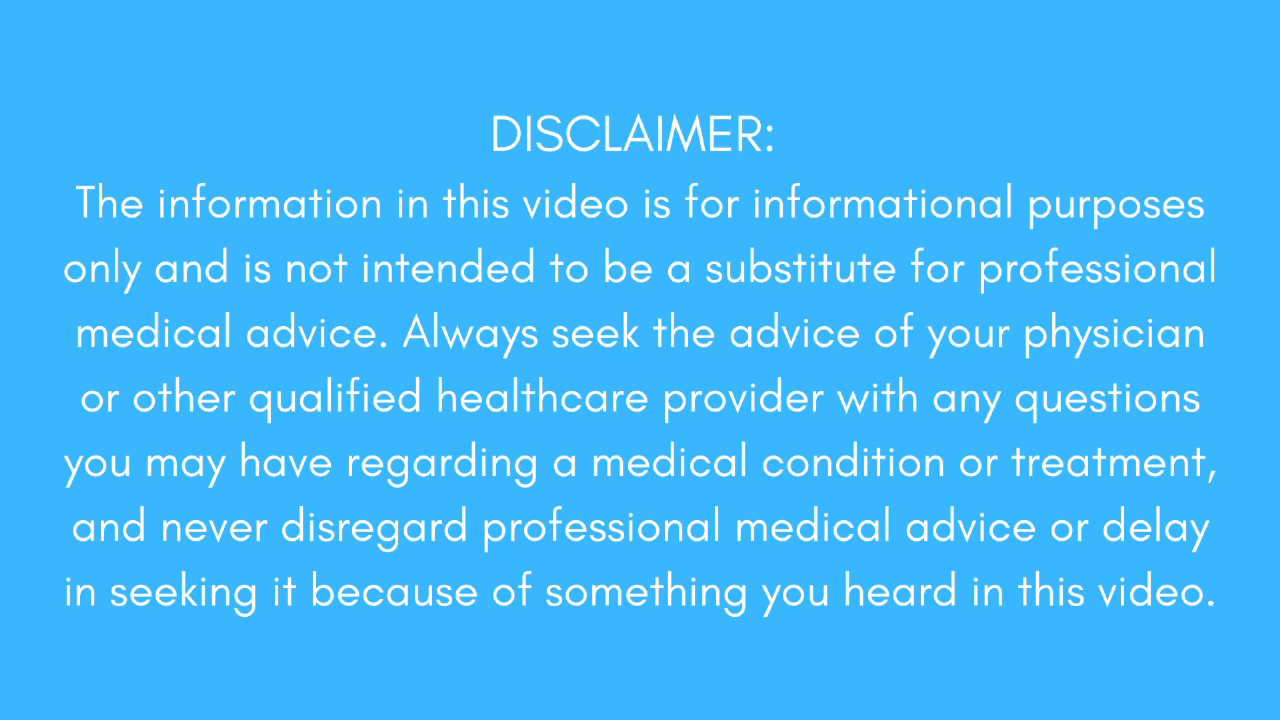 DISCLAIMER:
The information in this video is for informational purposes
only and is not intended to be a substitute for professional
medical advice. Always seek the advice of your physician
or other qualified healthcare provider with any questions
you may have regarding a medical condition or treatment,
and never disregard professional medical advice or delay
in seeking it because of something you heard in this video.